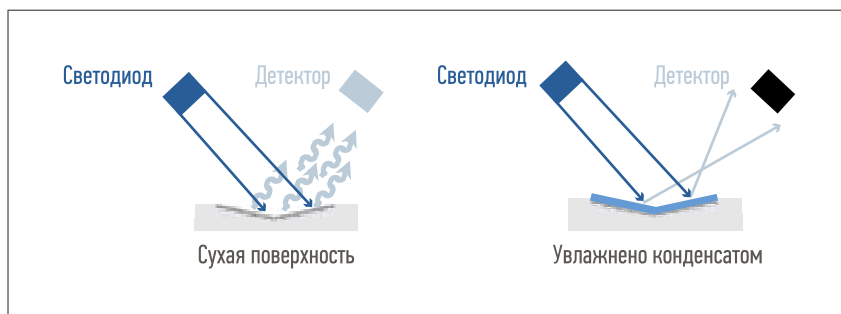 Светодиод
Детектор
Сухая поверхность
Светодиод
Детектор
Увлажнено конденсатом